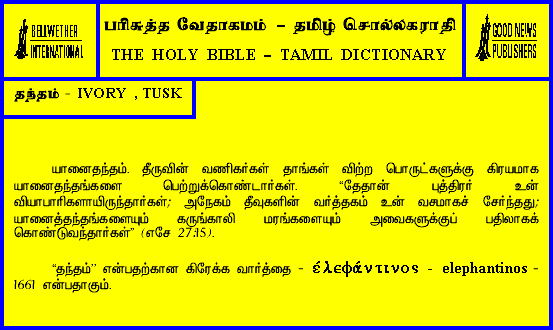 BELLWETHER
INTERNATIONAL
பரிசுத்த வேதாகமம் – தமிழ் சொல்லகராதி
THE HOLY BIBLE – TAMIL DICTIONARY
GOOD NEWS
PUBLISHERS
தந்தம் - IVORY , TUSK
யானைதந்தம். தீருவின் வணிகர்கள் தாங்கள் விற்ற பொருட்களுக்கு கிரயமாக
யானைதந்தங்களை பெற்றுக்கொண்டார்கள். “தேதான் புத்திரர் உன்
வியாபாரிகளாயிருந்தார்கள்; அநேகம் தீவுகளின் வர்த்தகம் உன் வசமாகச் சேர்ந்தது;
யானைத்தந்தங்களையும் கருங்காலி மரங்களையும் அவைகளுக்குப் பதிலாகக்
கொண்டுவந்தார்கள்” (எசே 27:15).
“தந்தம்” என்பதற்கான கிரேக்க வார்த்தை - ἐλεφάντινος - elephantinos -
1661 என்பதாகும்.